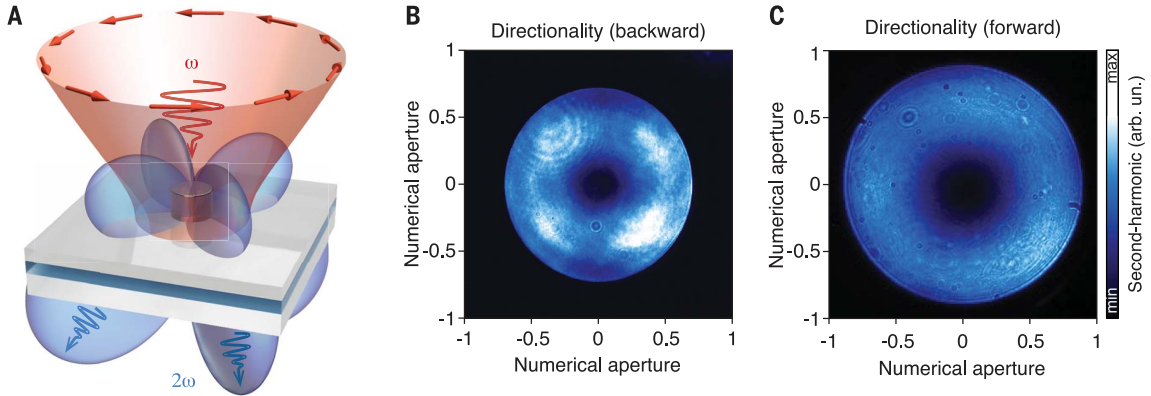 A
ω
2ω
B
Directionality (backward)
Numerical aperture
1
0.5
0
-0.5
-1
-1
-0.5
0
0.5
1
Numerical aperture
C
Directionality (forward)
Numerical aperture
1
0.5
0
-0.5
-1
-1
-0.5
0
0.5
1
Numerical aperture
max
min
Second-harmonic (arb. un.)